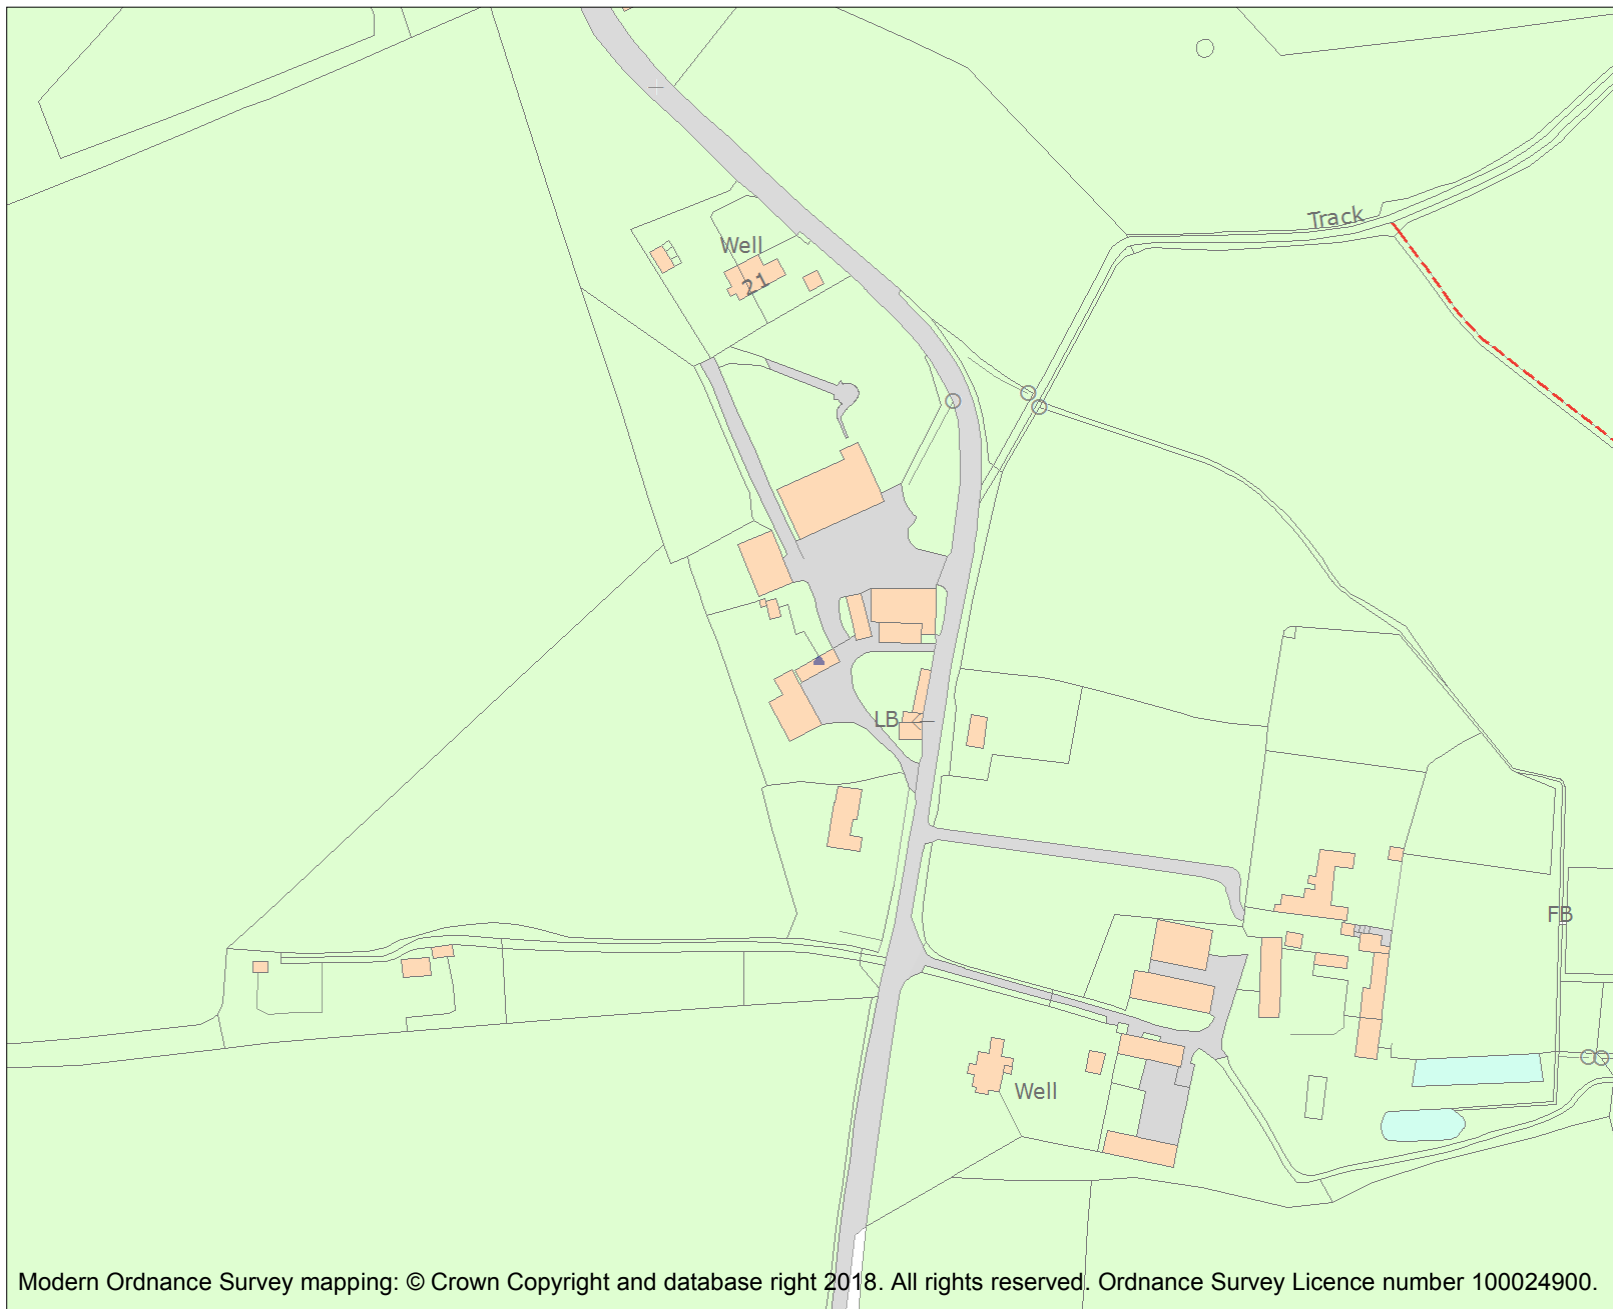 Track
Well
21
LB
FB
Well
Modern Ordnance Survey mapping: © Crown Copyright and database right 2018. All rights reserved. Ordnance Survey Licence number 100024900.